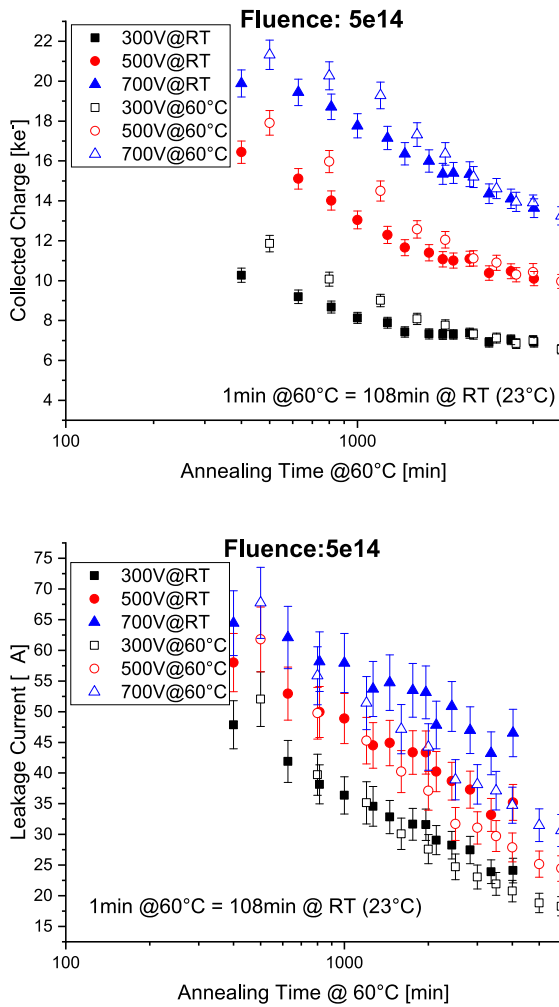 Fluence: 5e14
300V@RT
500V@RT
700V@RT
300V@60°C
500V@60°C
700V@60°C
22
20
18
16
14
12
10
8
6
4
Collected Charge [ke⁻]
1min @60°C = 108min @ RT (23°C)
100
1000
Annealing Time @60°C [min]
Fluence:5e14
300V@RT
500V@RT
700V@RT
300V@60°C
500V@60°C
700V@60°C
75
70
65
60
55
50
45
40
35
30
25
20
15
Leakage Current [ A]
1min @60°C = 108min @ RT (23°C)
100
1000
Annealing Time @ 60°C [min]